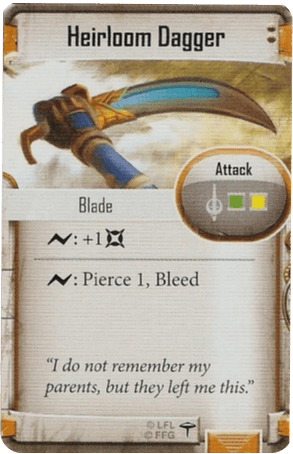 Heirloom Dagger
Attack
Blade
: +1
: Pierce 1, Bleed
"I do not remember my
parents, but they left me this."
© LFL
© FFG